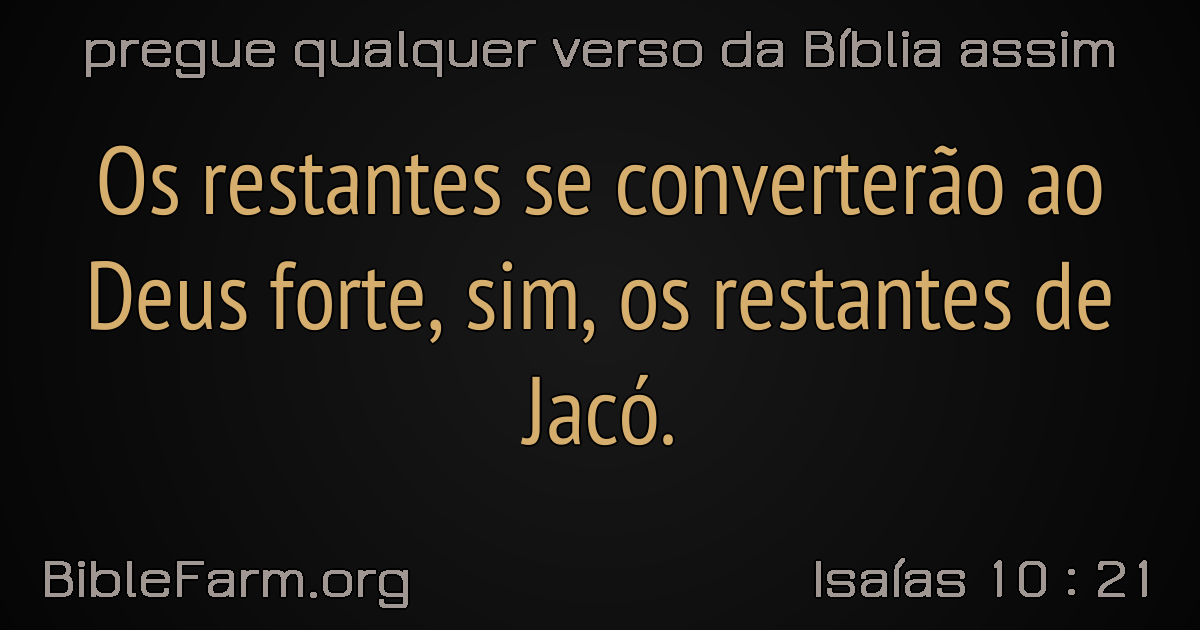 pregue qualquer verso da Bíblia assim
Os restantes se converterão ao
Deus forte, sim, os restantes de
Jacó.
BibleFarm.org
Isaías 10 : 21